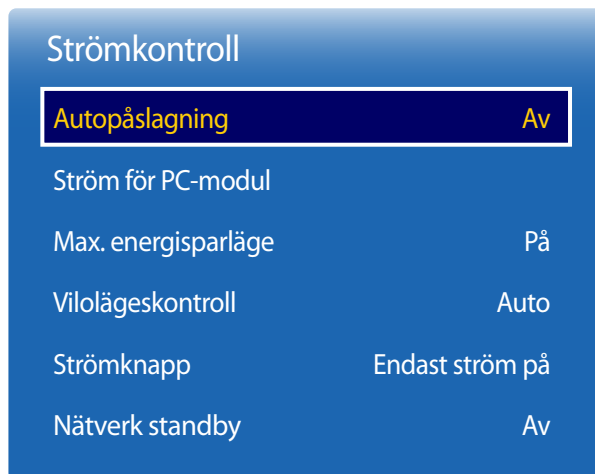 Strömkontroll
Autopåslagning Av
Ström för PC-modul
Max. energisparläge På
Vilolägeskontroll Auto
Strömknapp Endast ström på
Nätverk standby Av